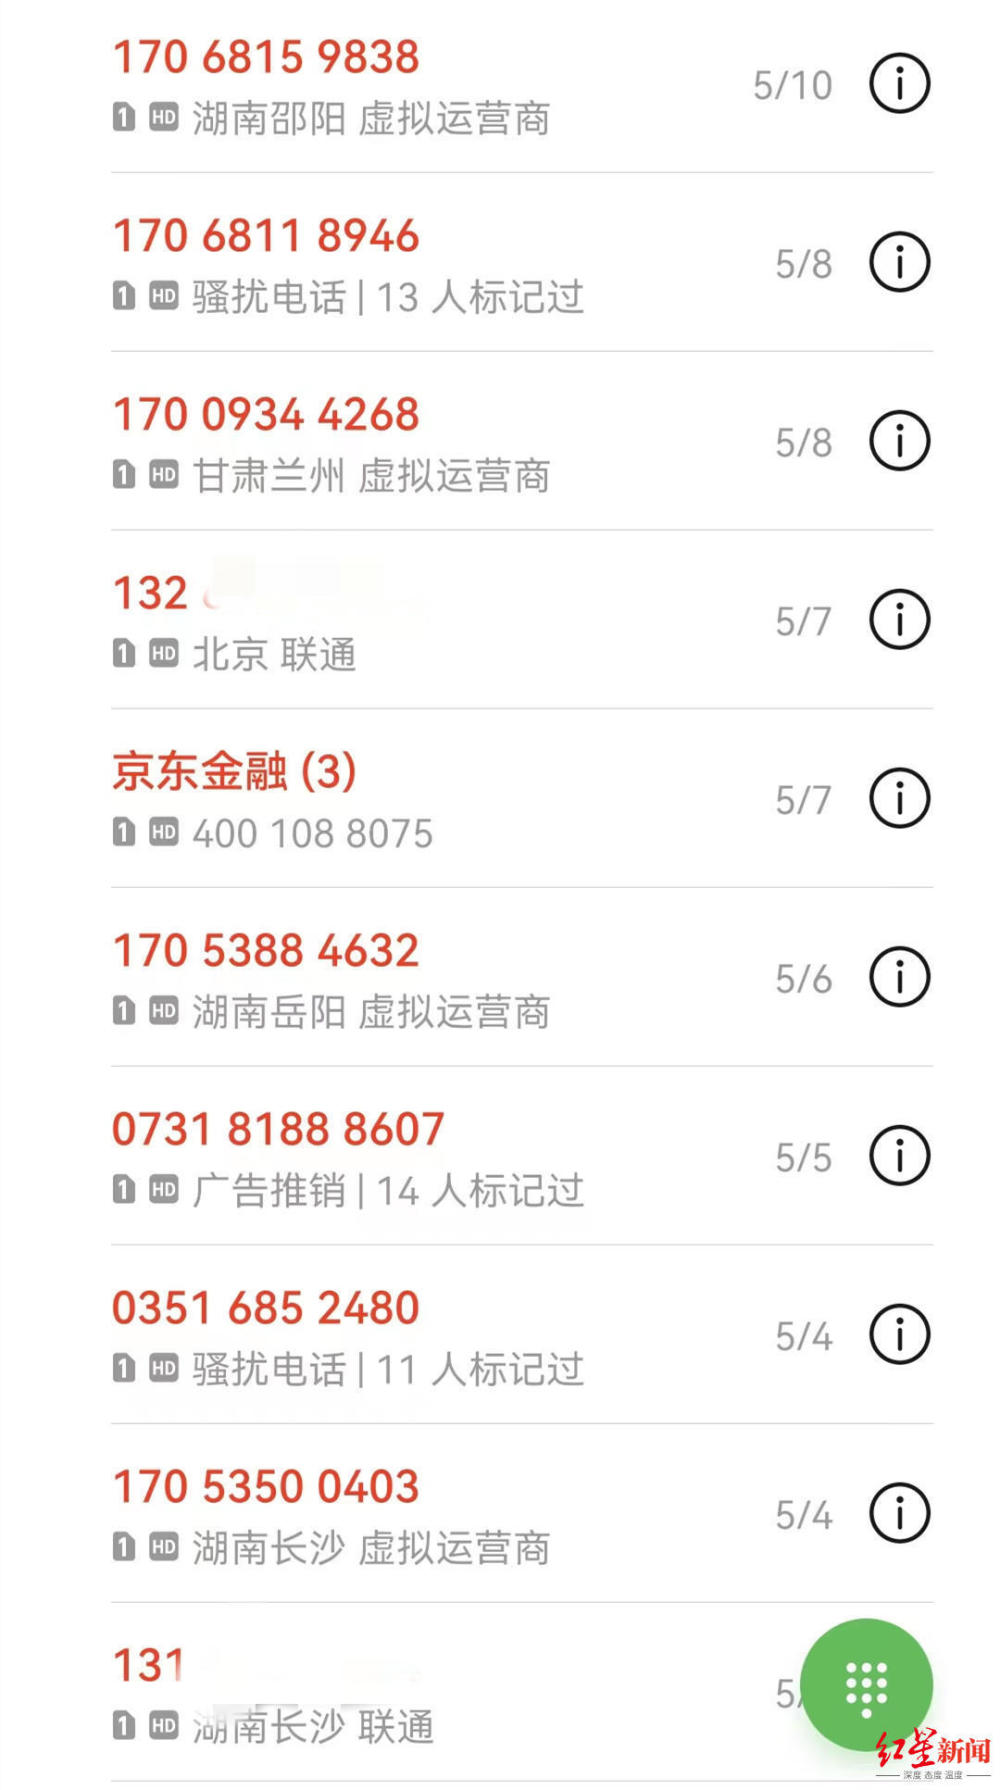 170 6815 9838
5/10
1 HD 湖南邵阳 虚拟运营商
170 6811 8946
5/8
1 HD 骚扰电话 | 13 人标记过
170 0934 4268
5/8
1 HD 甘肃兰州 虚拟运营商
132
5/7
1 HD 北京 联通
京东金融 (3)
5/7
1 HD 400 108 8075
170 5388 4632
5/6
1 HD 湖南岳阳 虚拟运营商
0731 8188 8607
5/5
1 HD 广告推销 | 14 人标记过
0351 685 2480
5/4
1 HD 骚扰电话 | 11 人标记过
170 5350 0403
5/4
1 HD 湖南长沙 虚拟运营商
131
5/
1 HD 湖南长沙 联通
红星新闻
深度 态度 温度